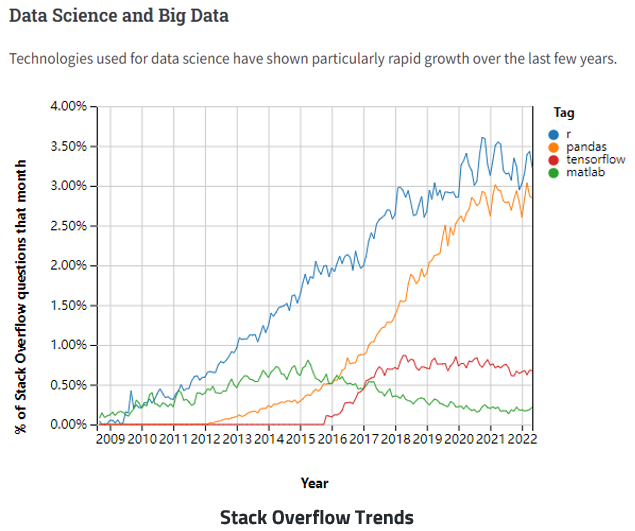 Data Science and Big Data
Technologies used for data science have shown particularly rapid growth over the last few years.
% of Stack Overflow questions that month
4.00%
3.50%
3.00%
2.50%
2.00%
1.50%
1.00%
0.50%
0.00%
2009 2010 2011 2012 2013 2014 2015 2016 2017 2018 2019 2020 2021 2022
Year
Tag
r
pandas
tensorflow
matlab
Stack Overflow Trends